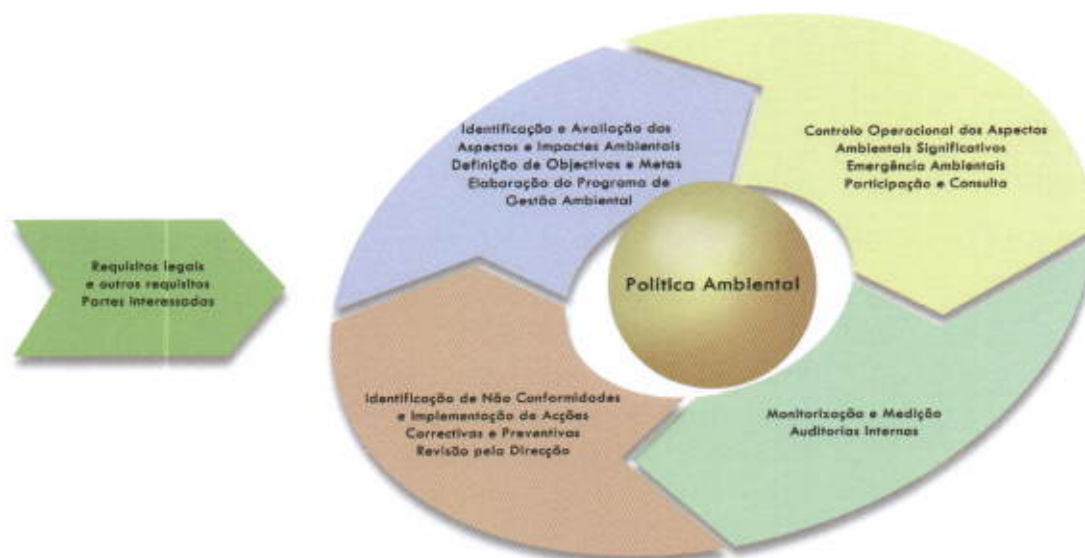 Requisitos legais
e outros requisitos
Partes interessadas
Identificação e Avaliação dos
Aspectos e Impactes Ambientais
Definição de Objectivos e Metas
Elaboração do Programa de
Gestão Ambiental
Controlo Operacional dos Aspectos
Ambientais Significativos
Emergência Ambientais
Participação e Consulta
Política Ambiental
Identificação de Não Conformidades
e Implementação de Acções
Correctivas e Preventivas
Revisão pela Direcção
Monitorização e Medição
Auditorias Internas